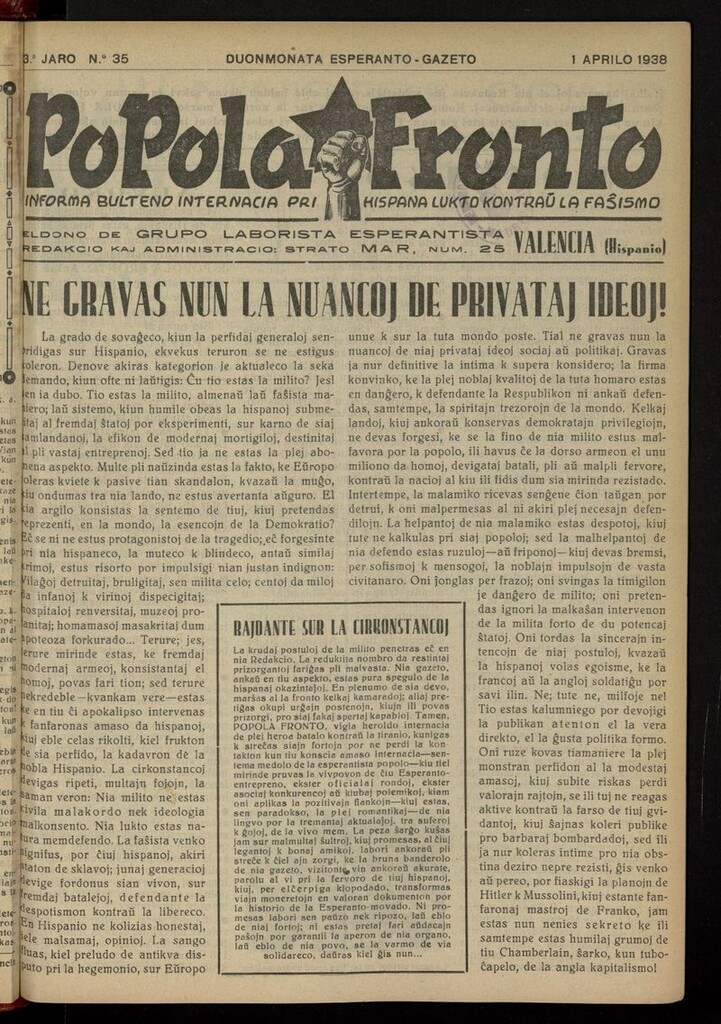 3.ª JARO N.º 35 DUONMONATA ESPERANTO-GAZETO 1 APRILO 1938
PoPola Fronto
INFORMA BULTENO INTERNACIA PRI HISPANA LUKTO KONTRAŬ LA FAŜISMO
ELDONO DE GRUPO LABORISTA ESPERANTISTA
REDAKCIO KAJ ADMINISTRACIO: STRATO MAR, NUM. 25 VALENCIA (Hispanio)
NE GRAVAS NUN LA NUANCOJ DE PRIVATAJ IDEOJ!
La grado de sovaĝeco, kiun la perfidaj generaloj sen-
bridigas sur Hispanio, ekvekus teruron se ne estigus
koleron. Denove akiras kategorion je aktualeco la seka
demando, kiun ofte ni laŭtigis: Ĉu tio estas la milito? Jes!
en ia dubo. Tio estas la milito, almenaŭ laŭ faŝista ma-
niero; laŭ sistemo, kiun humile obeas la hispanoj subme-
taj al fremdaj ŝtatoj por eksperimenti, sur karno de siaj
samlandanoj, la efikon de modernaj mortigiloj, destinitaj
al pli vastaj entreprenoj. Sed tio ja ne estas la plej abo-
mena aspekto. Multe pli naŭzinda estas la fakto, ke Eŭropo
toleras kviete k pasive tian skandalon, kvazaŭ la muĝo,
kiu ondumas tra nia lando, ne estus avertanta aŭguro. El
kia argilo konsistas la sentemo de tiuj, kiuj pretendas
reprezenti, en la mondo, la esencojn de la Demokratio?
Eĉ se ni ne estus protagonistoj de la tragedio; eĉ forgesinte
pri nia hispaneco, la muteco k blindeco, antaŭ similaj
krimoj, estus risorto por impulsigi nian justan indignon:
Vilaĝoj detruitaj, bruligitaj, sen milita celo; centoj da miloj
da infanoj k virinoj dispecigitaj;
hospitaloj renversitaj, muzeoj pro-
fanitaj; homamasoj masakritaj dum
apoteoza forkurado... Terure; jes,
terure mirinde estas, ke fremdaj
modernaj armeoj, konsistantaj el
homoj, povas fari tion; sed terure
nekredeble—kvankam vere—estas
ke en tiu ĉi apokalipso intervenas
k fanfaronas amaso da hispanoj,
kiuj eble celas rikolti, kiel frukton
de sia perfido, la kadavron de la
nobla Hispanio. La cirkonstancoj
devigas ripeti, multajn fojojn, la
saman veron: Nia milito ne estas
civila malakordo nek ideologia
malkonsento. Nia lukto estas na-
tura memdefendo. La faŝista venko
signifus, por ĉiuj hispanoj, akiri
ŝtaton de sklavoj; junaj generacioj
devige fordonus sian vivon, sur
fremdaj batalejoj, defendante la
despotismon kontraŭ la libereco.
En Hispanio ne kolizias honestaj,
sele malsamaj, opinioj. La sango
fluas, kiel preludo de antikva dis-
puto pri la hegemonio, sur Eŭropo
unue k sur la tuta mondo poste. Tial ne gravas nun la
nuancoj de niaj privataj ideoj sociaj aŭ politikaj. Gravas
ja nur definitive la intima k supera konsidero; la firma
konvinko, ke la plej noblaj kvalitoj de la tuta homaro estas
en danĝero, k defendante la Respublikon ni ankaŭ defen-
das, samtempe, la spiritajn trezorojn de la mondo. Kelkaj
landoj, kiuj ankoraŭ konservas demokratajn privilegiojn,
ne devas forgesi, ke se la fino de nia milito estus mal-
favora por la popolo, ili havus ĉe la dorso armeon el unu
miliono da homoj, devigataj batali, pli aŭ malpli fervore,
kontraŭ la nacioj al kiu ili fidis dum sia mirinda rezistado.
Intertempe, la malamiko ricevas senĝene ĉion taŭgan por
detrui, k oni malpermesas al ni akiri plej necesajn defen-
dilojn. La helpantoj de nia malamiko estas despotoj, kiuj
tute ne kalkulas pri siaj popoloj; sed la malhelpantoj de
nia defendo estas ruzuloj—aŭ friponoj—kiuj devas bremsi,
per sofismoj k mensogoj, la noblajn impulsojn de vasta
civitanaro. Oni ĵonglas per frazoj; oni svingas la timigilon
je danĝero de milito; oni preten-
das ignori la malkaŝan intervenon
de la milita forto de du potencaj
ŝtatoj. Oni tordas la sincerajn in-
tencojn de niaj postuloj, kvazaŭ
la hispanoj volas egoisme, ke la
francoj aŭ la angloj soldatiĝu por
savi ilin. Ne; tute ne, milfoje ne!
Tio estas kalumniego por devojigi
la publikan atenton el la vera
direkto, el la ĝusta politika formo.
Oni ruze kovas tiamaniere la plej
monstran perfidon al la modestaj
amasoj, kiuj subite riskas perdi
valorajn rajtojn, se ili tuj ne reagas
aktive kontraŭ la farso de tiuj gvi-
dantoj, kiuj ŝajnas koleri publike
pro barbaraj bombardadoj, sed ili
ja nur koleras intime pro nia obs-
tina deziro nepre rezisti, ĝis venko
aŭ pereo, por fiaskigi la planojn de
Hitler k Mussolini, kiuj estante fan-
faronaj mastroj de Franko, jam
estas nun nenies sekreto ke ili
samtempe estas humilaj grumoj de
tiu Chamberlain, ŝarko, kun tubo-
ĉapelo, de la angla kapitalismo!
RAJDANTE SUR LA CIRKONSTANCOJ
La krudaj postuloj de la milito penetras eĉ en
nia Redakcio. La reduktita nombro da restintaj
prizorgantoj fariĝas pli malvasta. Nia gazeto,
ankaŭ en tiu aspekto, estas pura spegulo de la
hispanaj okazintaĵoj. En plenumo de sia devo,
marŝas al la fronto kelkaj kamaradoj; aliaj pre-
tiĝas okupi urĝajn postenojn, kiujn ili povas
prizorgi, pro siaj fakaj spertaj kapabloj. Tamen,
POPOLA FRONTO, vigla heroldo internacia
de plej heroa batalo kontraŭ la tiranio, kunigas
k streĉas siajn fortojn por ne perdi la kon-
takton kun tiu konscia amaso internacia—sen-
tema medolo de la esperantista popolo—kiu tiel
mirinde pruvas la vivpovon de ĉiu Esperanto-
entrepreno, ekster oficialaj rondoj, ekster
asociaj konkurencoj aŭ kluboj polemikoj; kiam
oni aplikas la pozitivajn flankojn—kiuj estas,
sen paradokso, la plej romantikaj—de nia
lingvo por la tremantaj aktualaĵoj, tra suferoj
k ĝojoj, de la vivo mem. La peza ŝarĝo kuŝas
jam sur malmultaj ŝultroj, kiuj promesas, al ĉiuj
legantoj k bonaj amikoj, labori ankoraŭ pli
streĉe k ĉiel ajn zorgi, ke la bruna banderolo
de nia gazeto, vizitonte vin ankoraŭ akurate,
parolu al vi pri la fervoro de tiuj hispanoj,
kiuj, per elĉerpiga klopodado, transformas
viajn moneretojn en valoran dokumenton por
la historio de la Esperanto-Movado. Ni pro-
mesas labori sen paŭzo nek ripozo, laŭ eblo
de niaj fortoj; ni estas pretaj fari aŭdacajn
paŝojn por garantii la aperon de nia organo,
laŭ eblo de nia povo, se la varmo de via
solidareco, daŭras kiel ĝis nun...